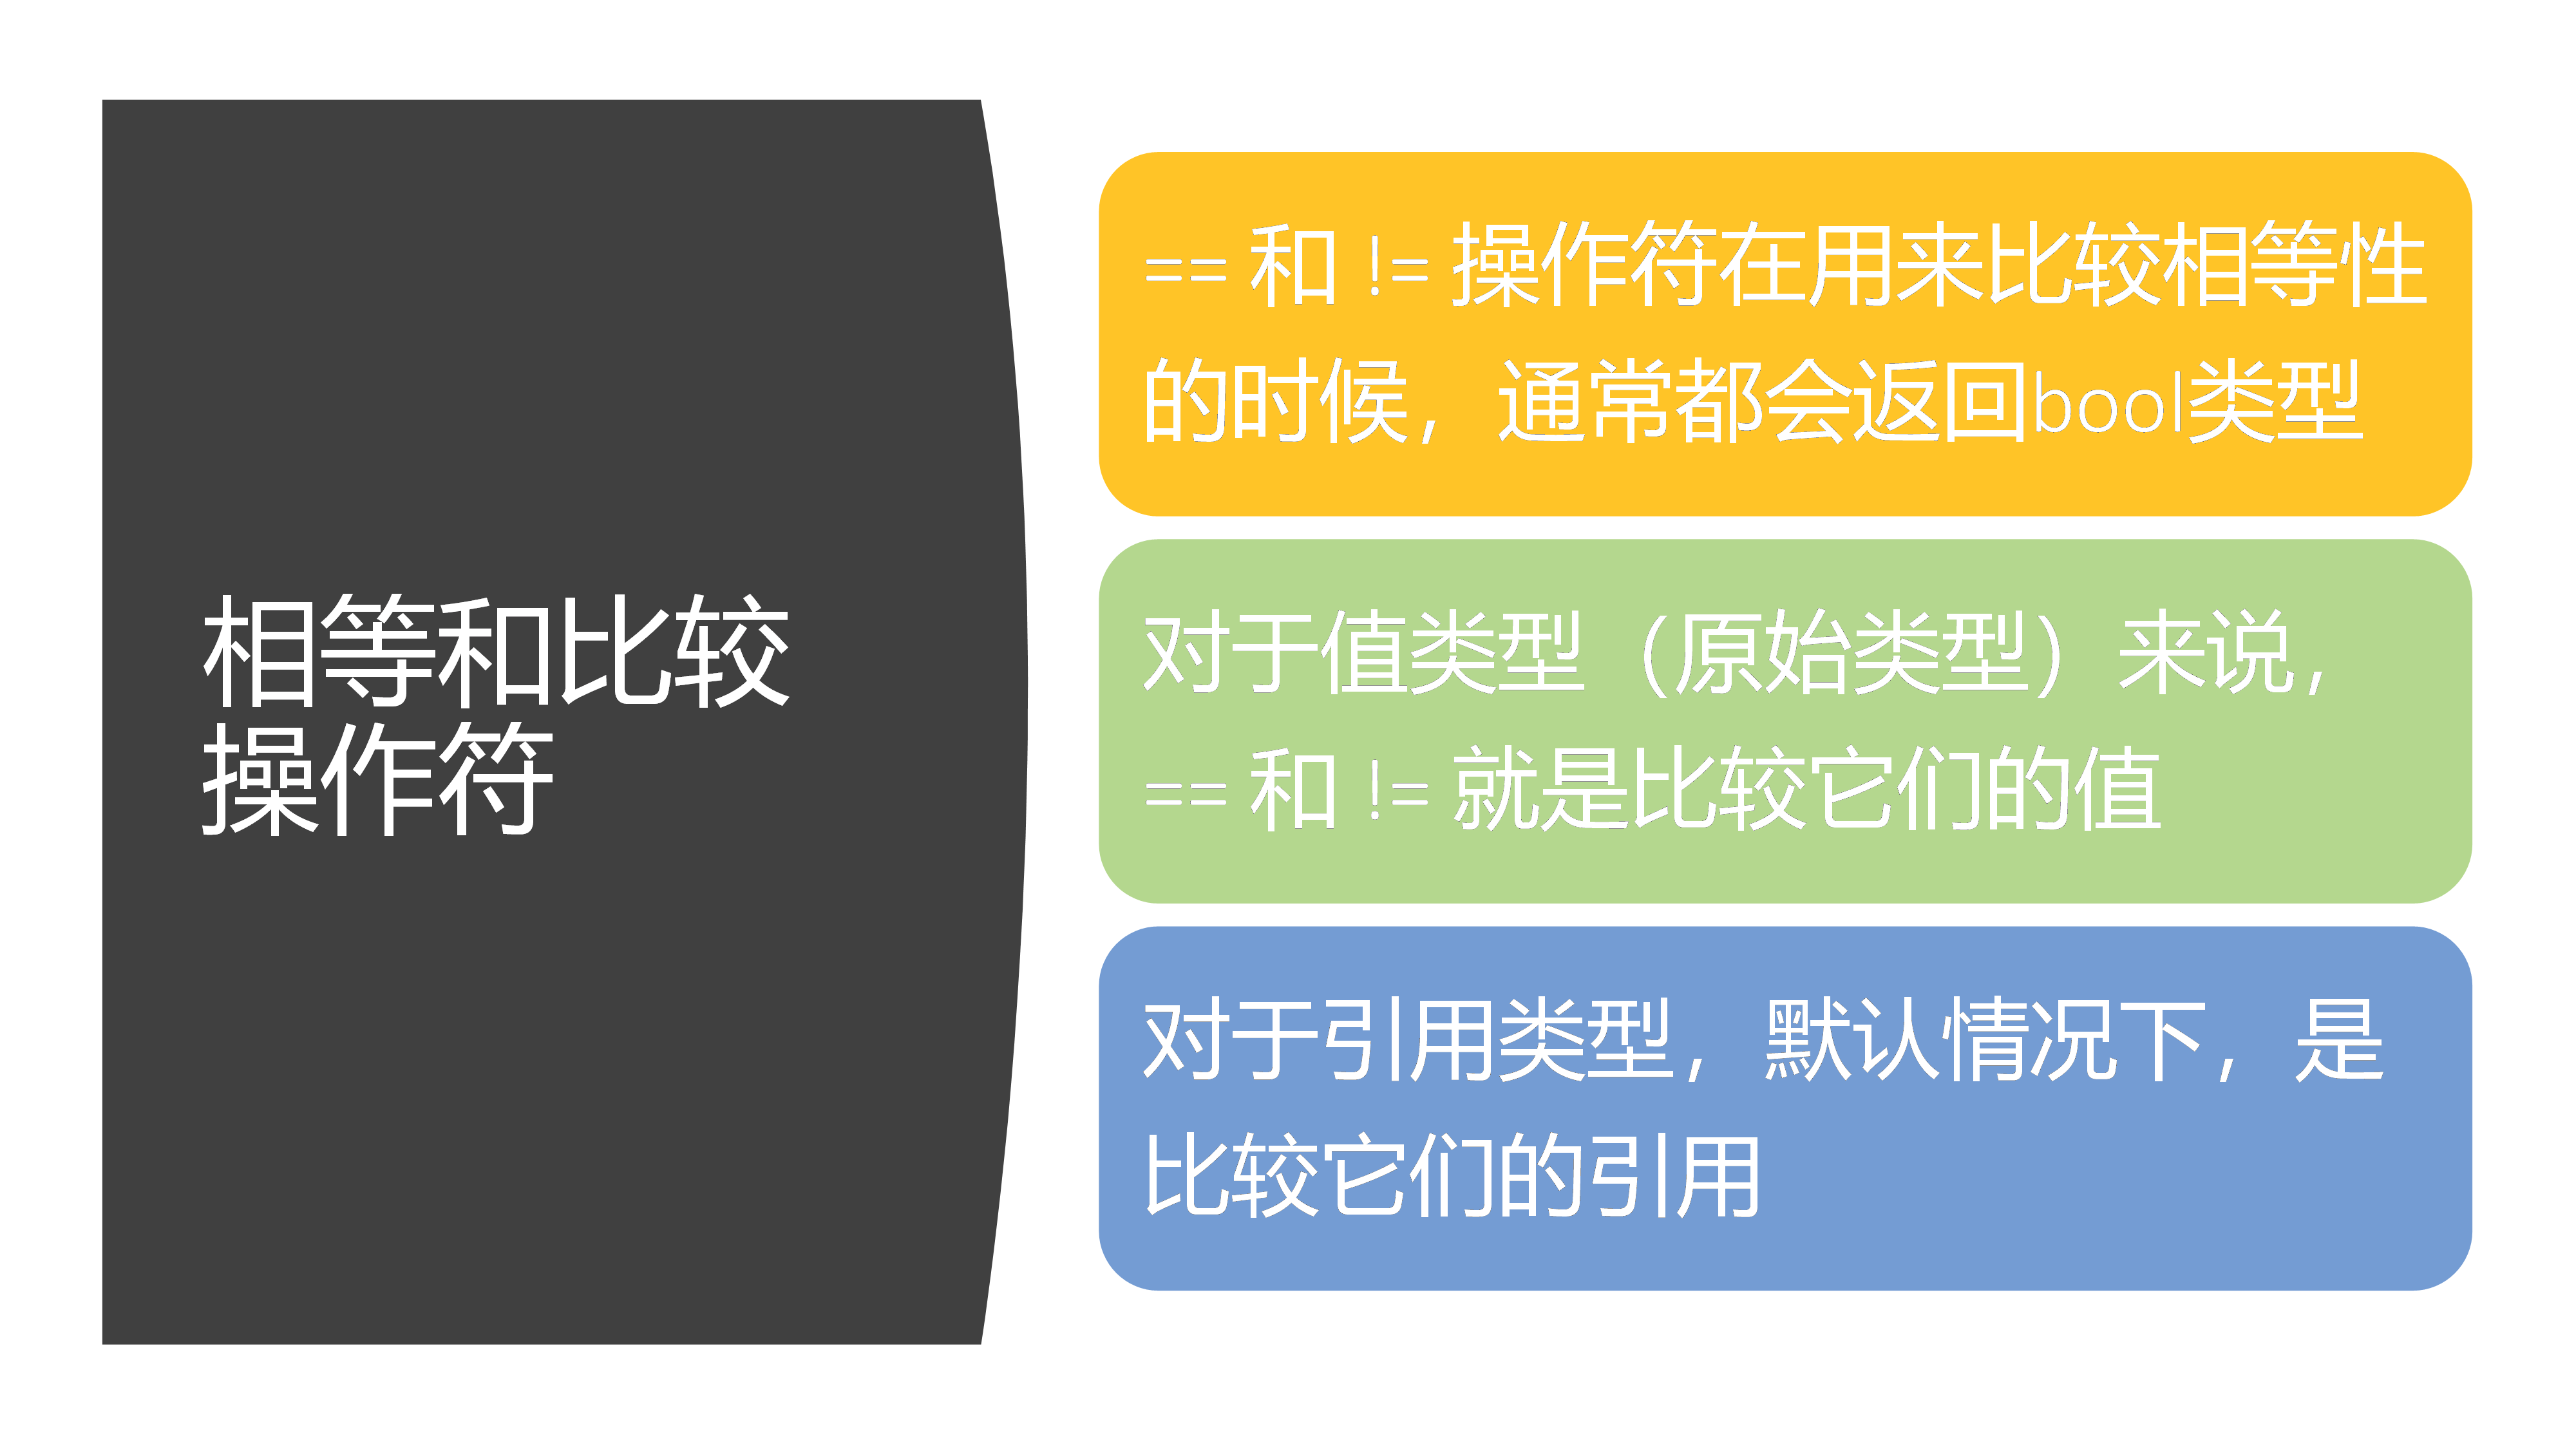 相等和比较
操作符
== 和 != 操作符在用来比较相等性
的时候，通常都会返回bool类型
对于值类型（原始类型）来说，
== 和 != 就是比较它们的值
对于引用类型，默认情况下，是
比较它们的引用